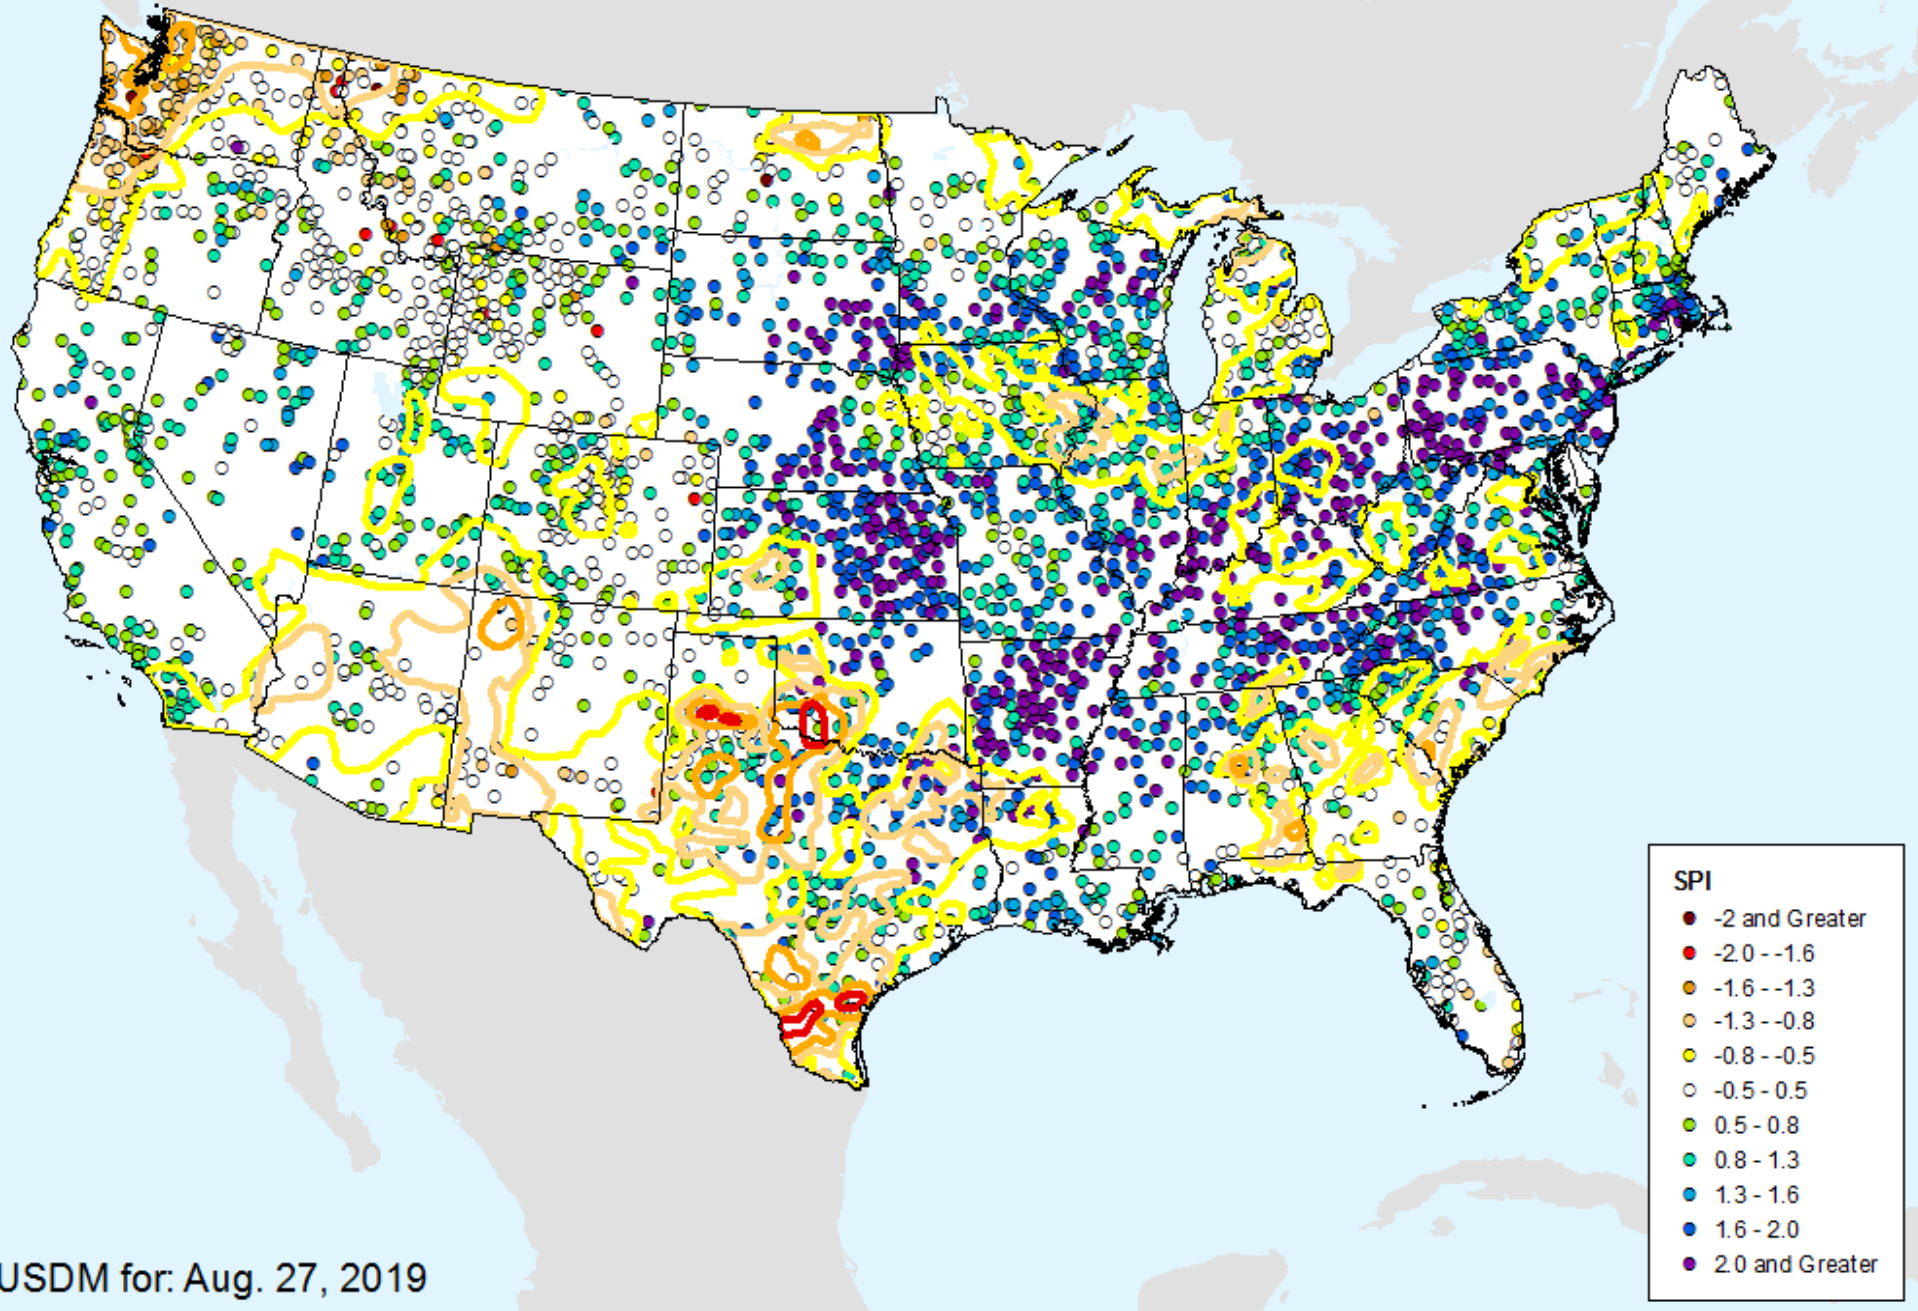 SPI
-2 and Greater
-2.0 - -1.6
-1.6 - -1.3
-1.3 - -0.8
-0.8 - -0.5
-0.5 - 0.5
0.5 - 0.8
0.8 - 1.3
1.3 - 1.6
1.6 - 2.0
2.0 and Greater
USDM for: Aug. 27, 2019